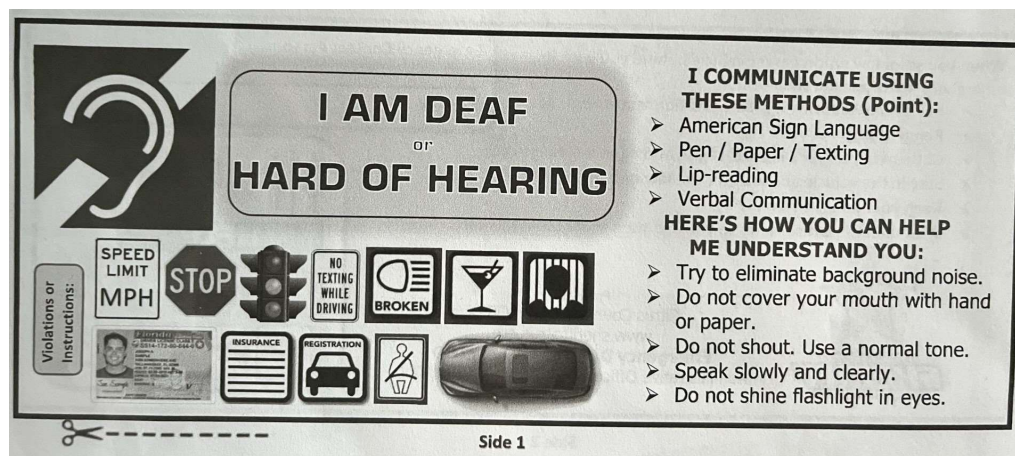 I AM DEAF
or
HARD OF HEARING
Violations or
Instructions:
SPEED
LIMIT
MPH
STOP
NO
TEXTING
WHILE
DRIVING
BROKEN
Florida
INSURANCE
REGISTRATION
I COMMUNICATE USING
THESE METHODS (Point):
➢ American Sign Language
➢ Pen / Paper / Texting
➢ Lip-reading
➢ Verbal Communication
HERE'S HOW YOU CAN HELP
ME UNDERSTAND YOU:
➢ Try to eliminate background noise.
➢ Do not cover your mouth with hand
or paper.
➢ Do not shout. Use a normal tone.
➢ Speak slowly and clearly.
➢ Do not shine flashlight in eyes.
Side 1